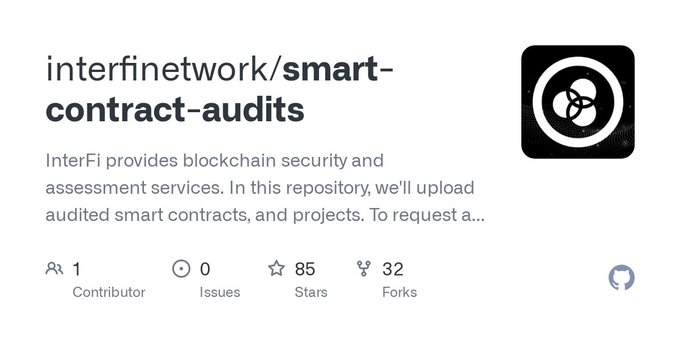 interfinetwork/smart-
contract-audits
InterFi provides blockchain security and
assessment services. In this repository, we'll upload
audited smart contracts, and projects. To request a...
1 0 85 32
Contributor Issues Stars Forks